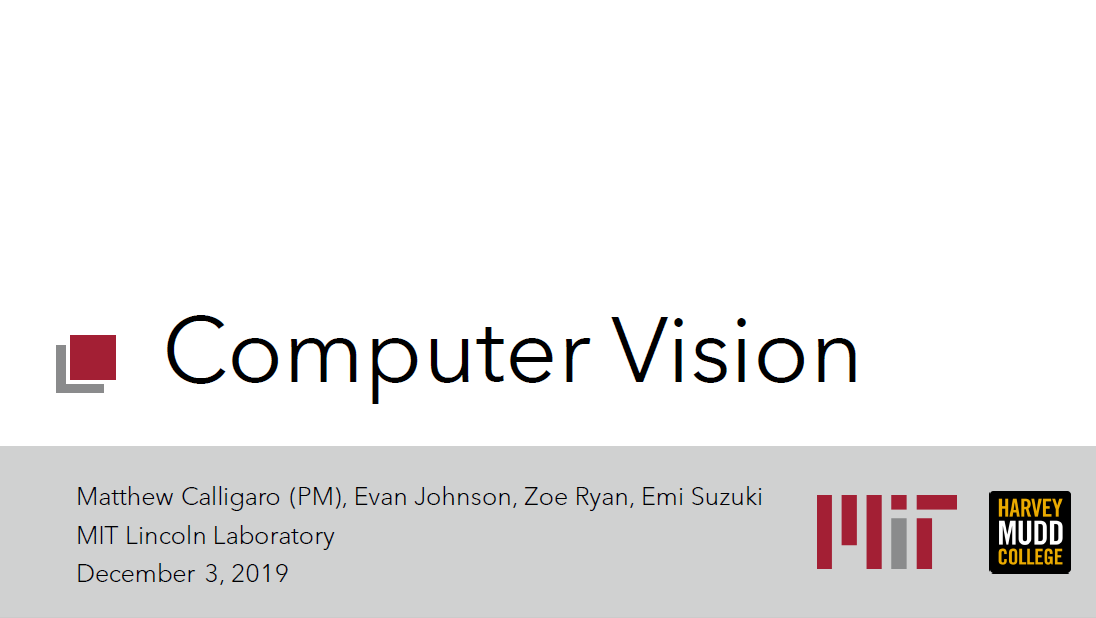 Computer Vision
Matthew Calligaro (PM), Evan Johnson, Zoe Ryan, Emi Suzuki
MIT Lincoln Laboratory
December 3, 2019
MIT
HARVEY
MUDD
COLLEGE